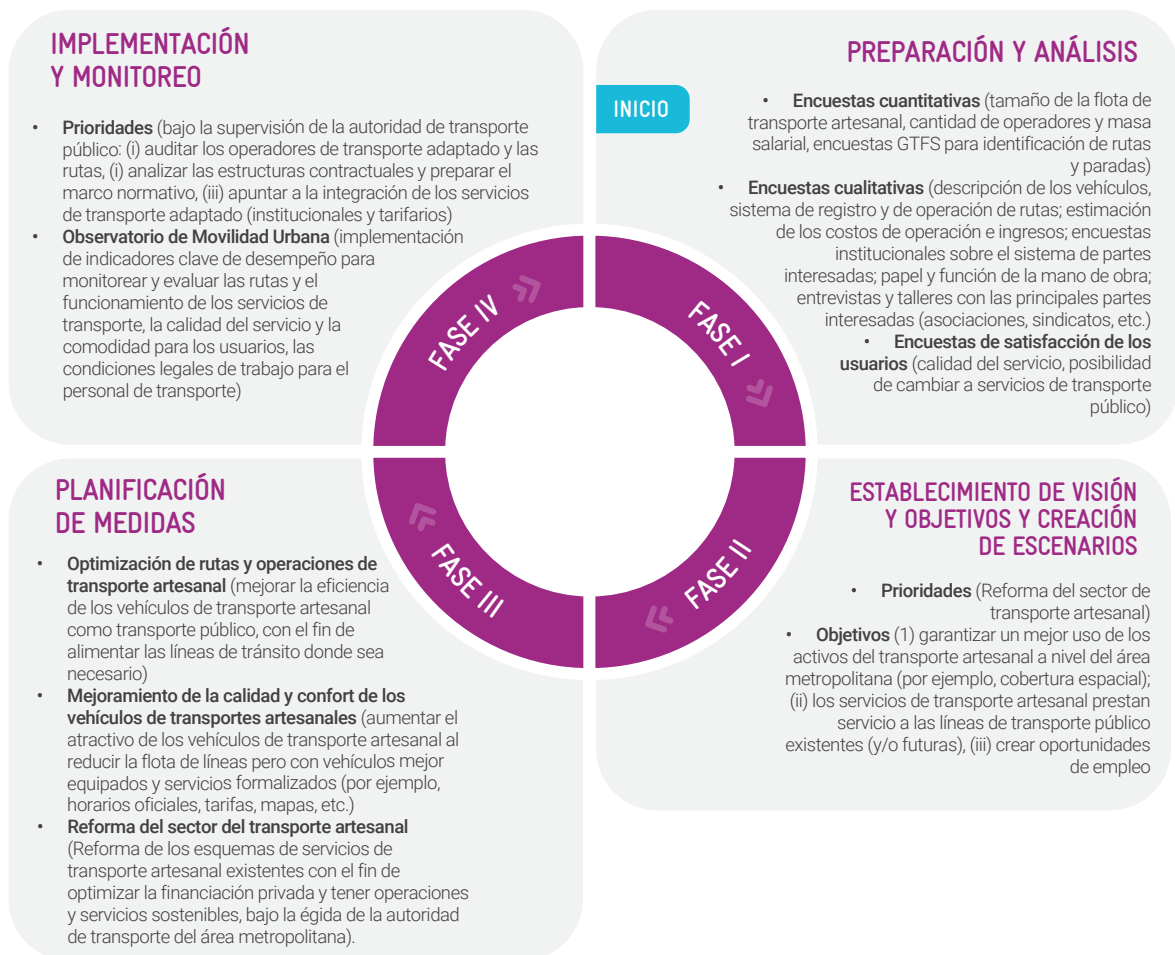 IMPLEMENTACIÓN
Y MONITOREO
• Prioridades (bajo la supervisión de la autoridad de transporte
público: (i) auditar los operadores de transporte adaptado y las
rutas, (i) analizar las estructuras contractuales y preparar el
marco normativo, (iii) apuntar a la integración de los servicios
de transporte adaptado (institucionales y tarifarios)
• Observatorio de Movilidad Urbana (implementación
de indicadores clave de desempeño para
monitorear y evaluar las rutas y el
funcionamiento de los servicios de
transporte, la calidad del servicio y la
comodidad para los usuarios, las
condiciones legales de trabajo para el
personal de transporte)
FASE IV
INICIO
PREPARACIÓN Y ANÁLISIS
• Encuestas cuantitativas (tamaño de la flota de
transporte artesanal, cantidad de operadores y masa
salarial, encuestas GTFS para identificación de rutas
y paradas)
• Encuestas cualitativas (descripción de los vehículos,
sistema de registro y de operación de rutas; estimación
de los costos de operación e ingresos; encuestas
institucionales sobre el sistema de partes
interesadas; papel y función de la mano de obra;
entrevistas y talleres con las principales partes
interesadas (asociaciones, sindicatos, etc.)
• Encuestas de satisfacción de los
usuarios (calidad del servicio, posibilidad
de cambiar a servicios de transporte
público)
FASE I
PLANIFICACIÓN
DE MEDIDAS
• Optimización de rutas y operaciones de
transporte artesanal (mejorar la eficiencia
de los vehículos de transporte artesanal
como transporte público, con el fin de
alimentar las líneas de tránsito donde sea
necesario)
• Mejoramiento de la calidad y confort de los
vehículos de transportes artesanales (aumentar el
atractivo de los vehículos de transporte artesanal al
reducir la flota de líneas pero con vehículos mejor
equipados y servicios formalizados (por ejemplo,
horarios oficiales, tarifas, mapas, etc.)
• Reforma del sector del transporte artesanal
(Reforma de los esquemas de servicios de
transporte artesanal existentes con el fin de
optimizar la financiación privada y tener operaciones
y servicios sostenibles, bajo la égida de la autoridad
de transporte del área metropolitana).
FASE III
ESTABLECIMIENTO DE VISIÓN
Y OBJETIVOS Y CREACIÓN
DE ESCENARIOS
• Prioridades (Reforma del sector de
transporte artesanal)
• Objetivos (1) garantizar un mejor uso de los
activos del transporte artesanal a nivel del área
metropolitana (por ejemplo, cobertura espacial);
(ii) los servicios de transporte artesanal prestan
servicio a las líneas de transporte público
existentes (y/o futuras), (iii) crear oportunidades
de empleo
FASE II